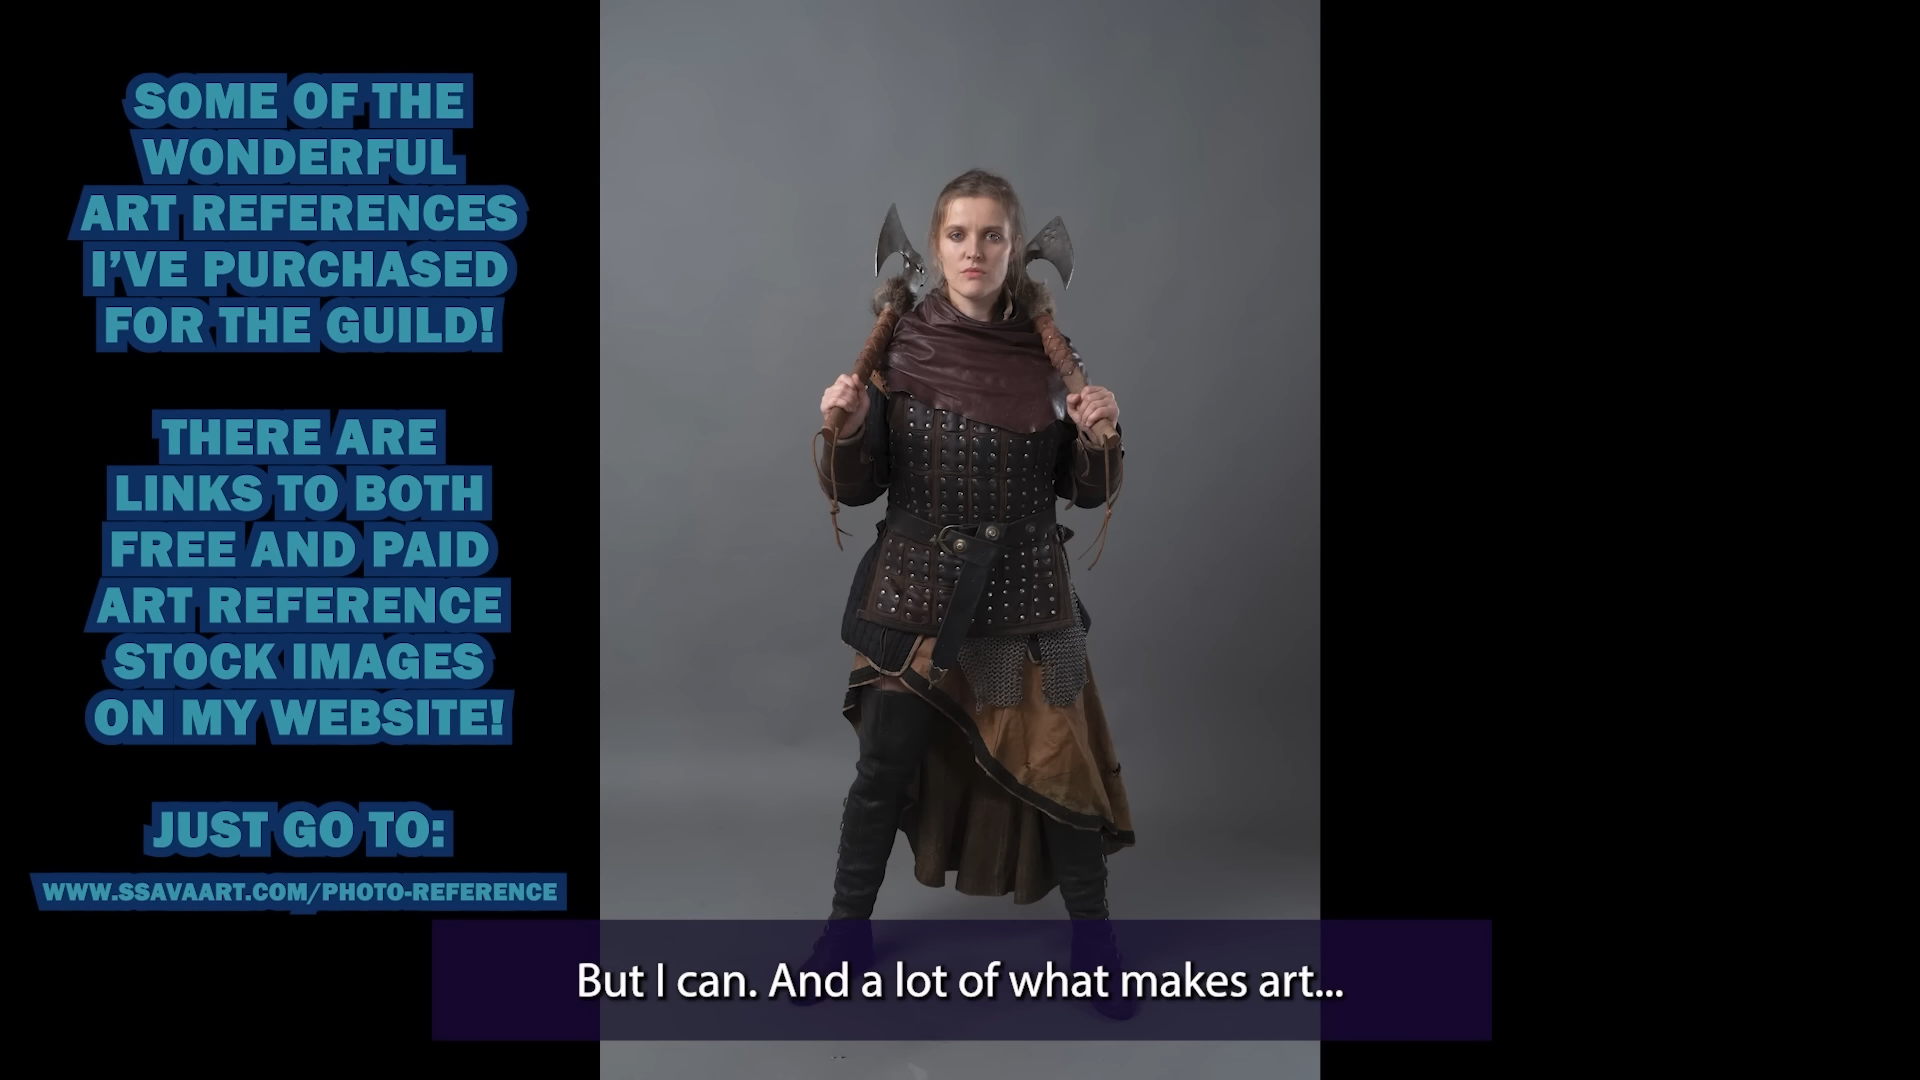 SOME OF THE
WONDERFUL
ART REFERENCES
I'VE PURCHASED
FOR THE GUILD!
THERE ARE
LINKS TO BOTH
FREE AND PAID
ART REFERENCE
STOCK IMAGES
ON MY WEBSITE!
JUST GO TO:
WWW.SSAVAART.COM/PHOTO-REFERENCE
But I can. And a lot of what makes art...